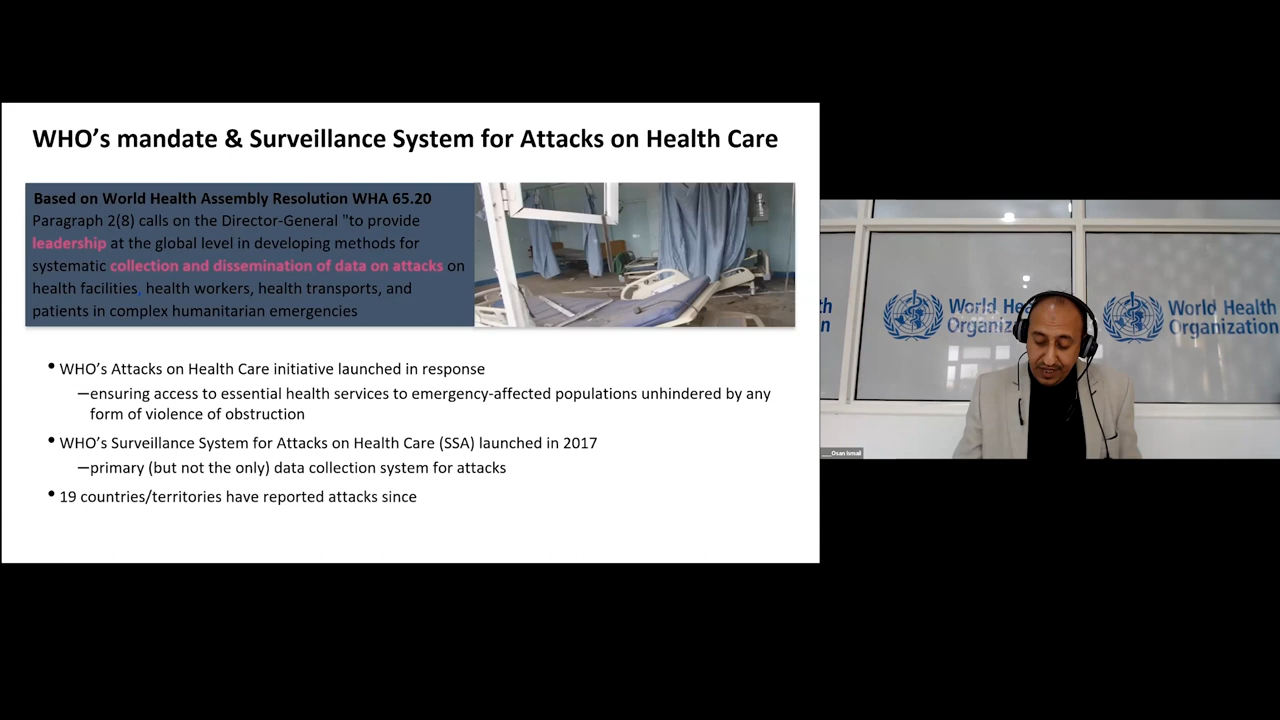 WHO's mandate & Surveillance System for Attacks on Health Care
Based on World Health Assembly Resolution WHA 65.20
Paragraph 2(8) calls on the Director-General "to provide
leadership at the global level in developing methods for
systematic collection and dissemination of data on attacks on
health facilities, health workers, health transports, and
patients in complex humanitarian emergencies
• WHO's Attacks on Health Care initiative launched in response
–ensuring access to essential health services to emergency-affected populations unhindered by any
form of violence of obstruction
• WHO's Surveillance System for Attacks on Health Care (SSA) launched in 2017
–primary (but not the only) data collection system for attacks
• 19 countries/territories have reported attacks since
World Hea
Organiz
World Health
Organization
___Osan Ismail